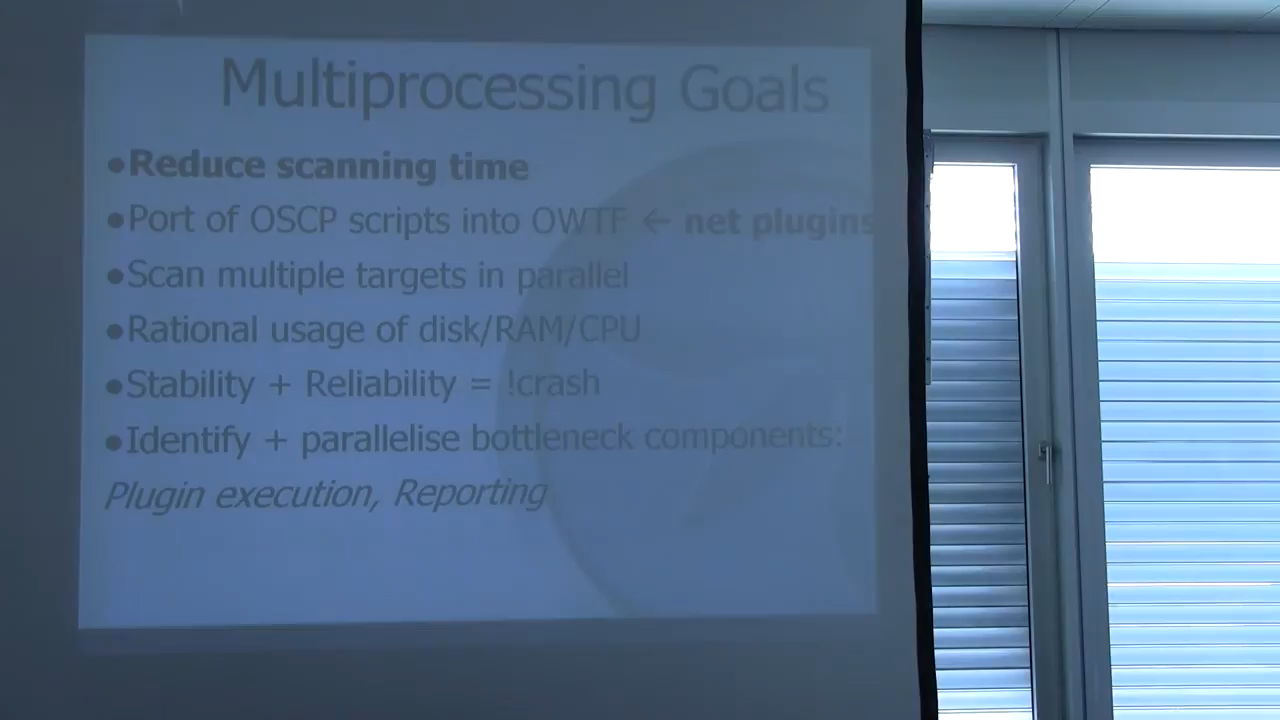 Multiprocessing Goals
●Reduce scanning time
●Port of OSCP scripts into OWTF ← net plugins
●Scan multiple targets in parallel
●Rational usage of disk/RAM/CPU
●Stability + Reliability = !crash
●Identify + parallelise bottleneck components:
Plugin execution, Reporting